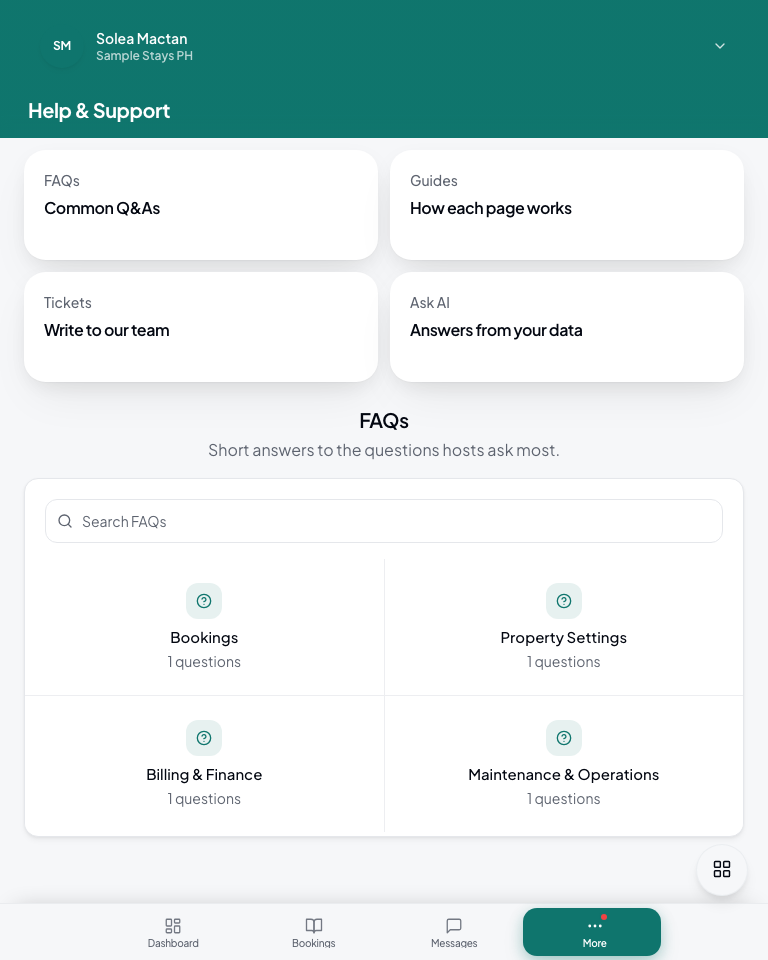 SM
Solea Mactan
Sample Stays PH
Help & Support
FAQs
Common Q&As
Guides
How each page works
Tickets
Write to our team
Ask AI
Answers from your data
FAQs
Short answers to the questions hosts ask most.
Search FAQs
Bookings
1 questions
Property Settings
1 questions
Billing & Finance
1 questions
Maintenance & Operations
1 questions
Dashboard
Bookings
Messages
More